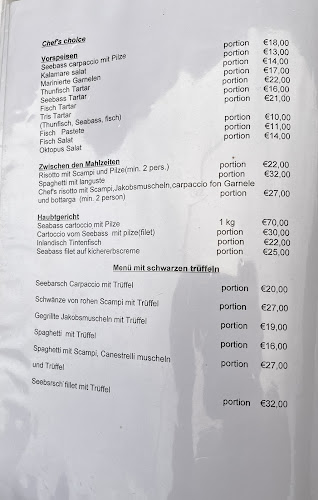 Chef's choice
Vorspeisen
Seebass carpaccio mit Pilze portion €18,00
Kalamare salat portion €13,00
Marinierte Garnelen portion €14,00
Thunfisch Tartar portion €17,00
Seebass Tartar portion €22,00
Fisch Tartar portion €16,00
Tris Tartar portion €21,00
(Thunfisch, Seabass, fisch)
Fisch Pastete portion €10,00
Fisch Salat portion €11,00
Oktopus Salat portion €14,00
Zwischen den Mahlzeiten
Risotto mit Scampi und Pilze(min. 2 pers.) portion €22,00
Spaghetti mit languste portion €32,00
Chef's risotto mit Scampi,Jakobsmuscheln,carpaccio fon Garnele
und bottarga (min. 2 person) portion €27,00
Hauptgericht
Seabass cartoccio mit Pilze 1 kg €70,00
Cartoccio vom Seebass mit pilze(filet) portion €30,00
Inlandisch Tintenfisch portion €22,00
Seabass filet auf kichererbscreme portion €25,00
Menü mit schwarzen trüffeln
Seebarsch Carpaccio mit Trüffel portion €20,00
Schwänze von rohen Scampi mit Trüffel portion €27,00
Gegrillte Jakobsmuscheln mit Trüffel portion €19,00
Spaghetti mit Trüffel portion €16,00
Spaghetti mit Scampi, Canestrelli muscheln
und Trüffel portion €27,00
Seebarsch fillet mit Trüffel
portion €32,00